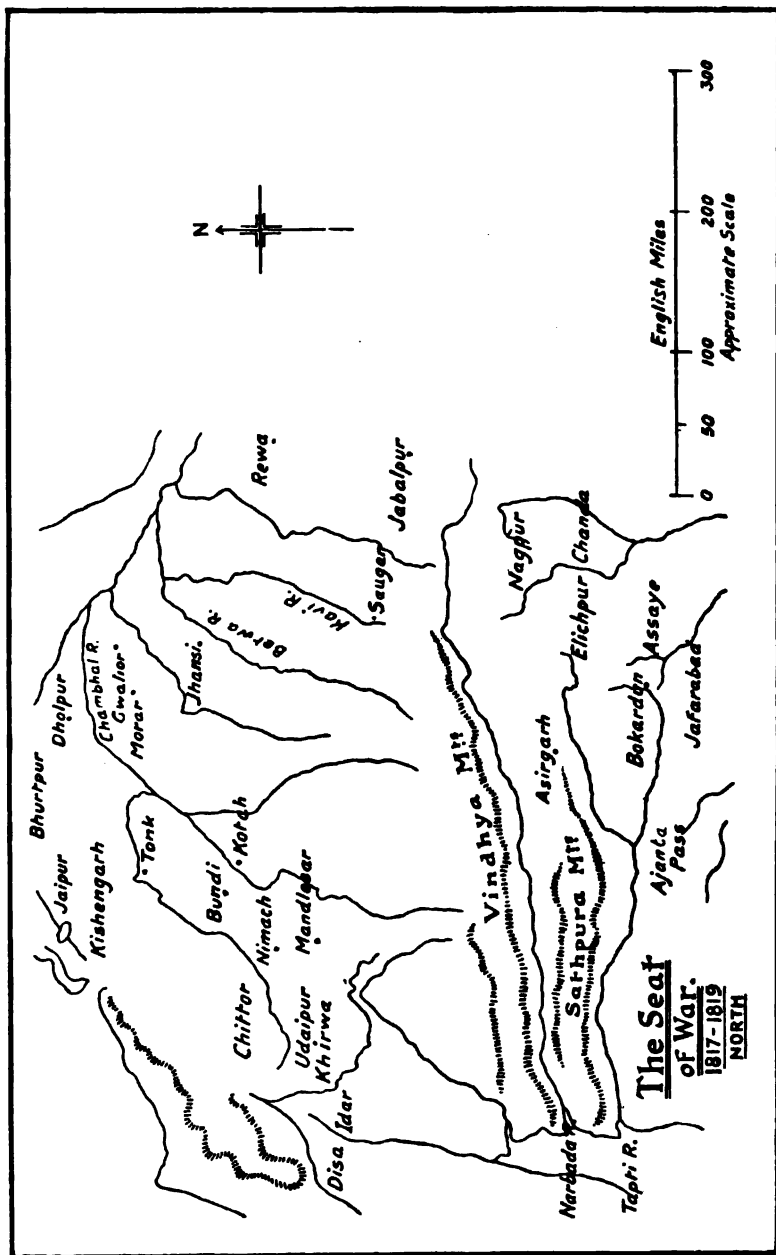 Bhurtpur
Jaipur
Dholpur
Kishengarh
Chambhal R.
Gwalior
Morar
Tonk
Jhansi
Rewa
Bundi
Kotah
Betwa R.
Kavi R.
Chittor
Nimach
Mandlesar
Udaipur
Khirwa
Saugar
Jabalpur
Disa
Idar
N
Vindhya Mts
Narbada R.
Sathpura Mts
Asirgarh
Nagpur
Elichpur
Chanda
Tapti R.
Bokardan
Assaye
Ajanta
Pass
Jafarabad
The Seat
of War.
1817-1819
NORTH
English Miles
0 50 100 200 300
Approximate Scale